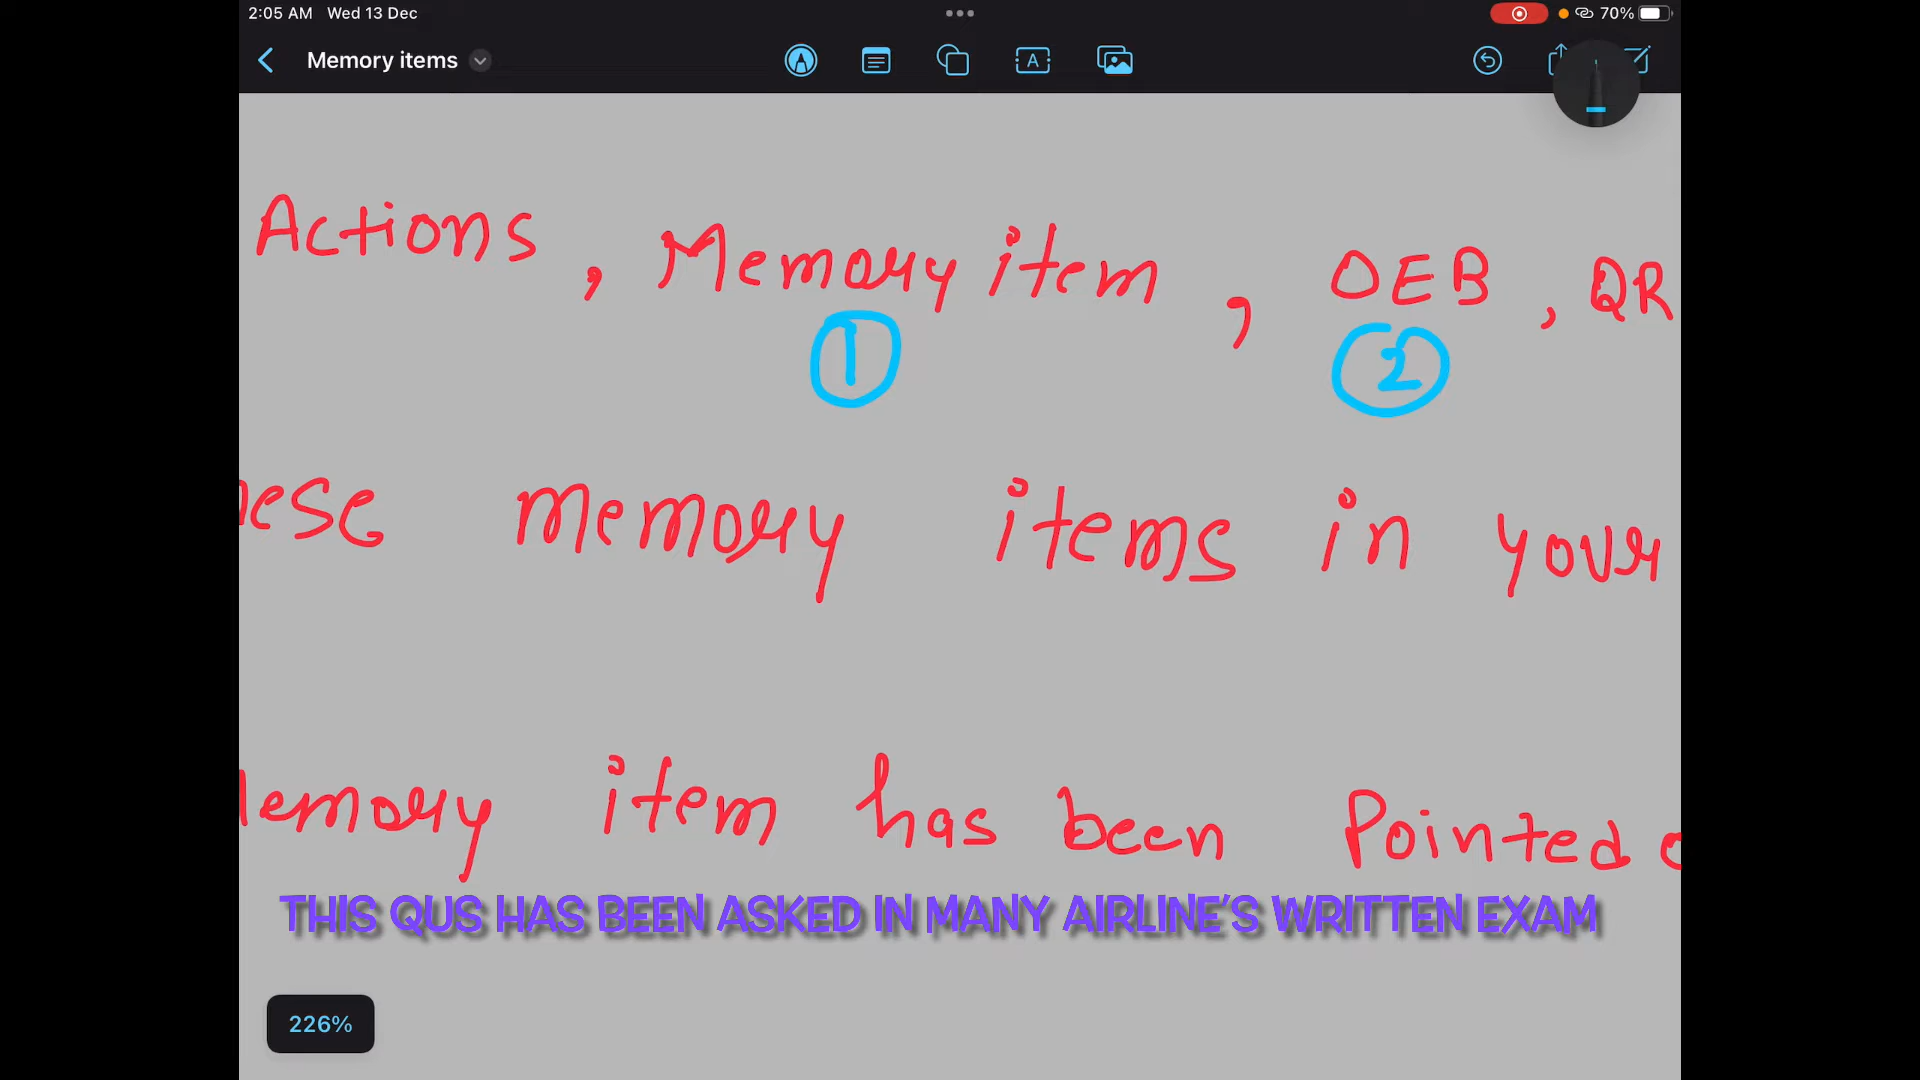 2:05 AM Wed 13 Dec 70%
Memory items
A
Actions, Memory item, OEB, QR
1 2
ese memory items in your
emory item has been Pointed
THIS QUS HAS BEEN ASKED IN MANY AIRLINE'S WRITTEN EXAM
226%